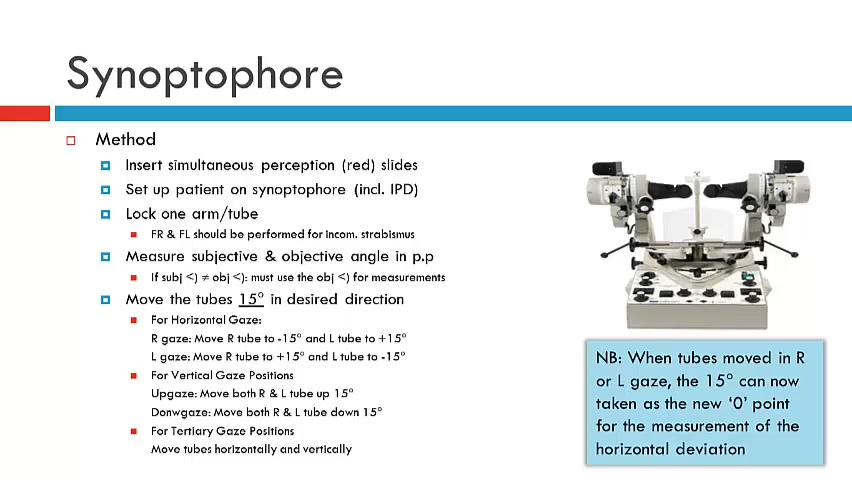 Synoptophore
Method
Insert simultaneous perception (red) slides
Set up patient on synoptophore (incl. IPD)
Lock one arm/tube
FR & FL should be performed for incom. strabismus
Measure subjective & objective angle in p.p
If subj <) ≠ obj <): must use the obj <) for measurements
Move the tubes 15° in desired direction
For Horizontal Gaze:
R gaze: Move R tube to -15° and L tube to +15°
L gaze: Move R tube to +15° and L tube to -15°
For Vertical Gaze Positions
Upgaze: Move both R & L tube up 15°
Donwgaze: Move both R & L tube down 15°
For Tertiary Gaze Positions
Move tubes horizontally and vertically
NB: When tubes moved in R
or L gaze, the 15° can now
taken as the new ‘0’ point
for the measurement of the
horizontal deviation